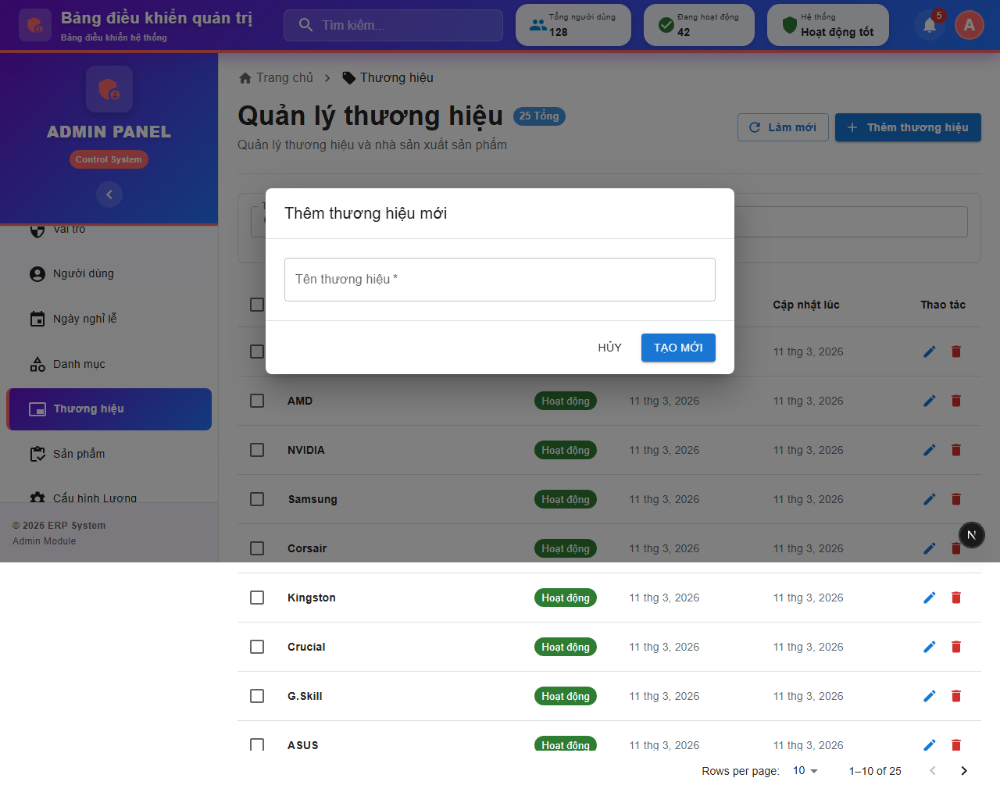 Bảng điều khiển quản trị
Bảng điều khiển hệ thống
Tìm kiếm...
Tổng người dùng
128
Đang hoạt động
42
Hệ thống
Hoạt động tốt
5
A
ADMIN PANEL
Control System
Vai trò
Người dùng
Ngày nghỉ lễ
Danh mục
Thương hiệu
Sản phẩm
Cấu hình Lương
© 2026 ERP System
Admin Module
Trang chủ
Thương hiệu
Quản lý thương hiệu
25 Tổng
Quản lý thương hiệu và nhà sản xuất sản phẩm
Làm mới
Thêm thương hiệu
Thêm thương hiệu mới
Tên thương hiệu *
HỦY
TẠO MỚI
Cập nhật lúc
Thao tác
11 thg 3, 2026
AMD Hoạt động 11 thg 3, 2026 11 thg 3, 2026
NVIDIA Hoạt động 11 thg 3, 2026 11 thg 3, 2026
Samsung Hoạt động 11 thg 3, 2026 11 thg 3, 2026
Corsair Hoạt động 11 thg 3, 2026 11 thg 3, 2026
N
Kingston Hoạt động 11 thg 3, 2026 11 thg 3, 2026
Crucial Hoạt động 11 thg 3, 2026 11 thg 3, 2026
G.Skill Hoạt động 11 thg 3, 2026 11 thg 3, 2026
ASUS Hoạt động 11 thg 3, 2026 11 thg 3, 2026
Rows per page: 10 1–10 of 25